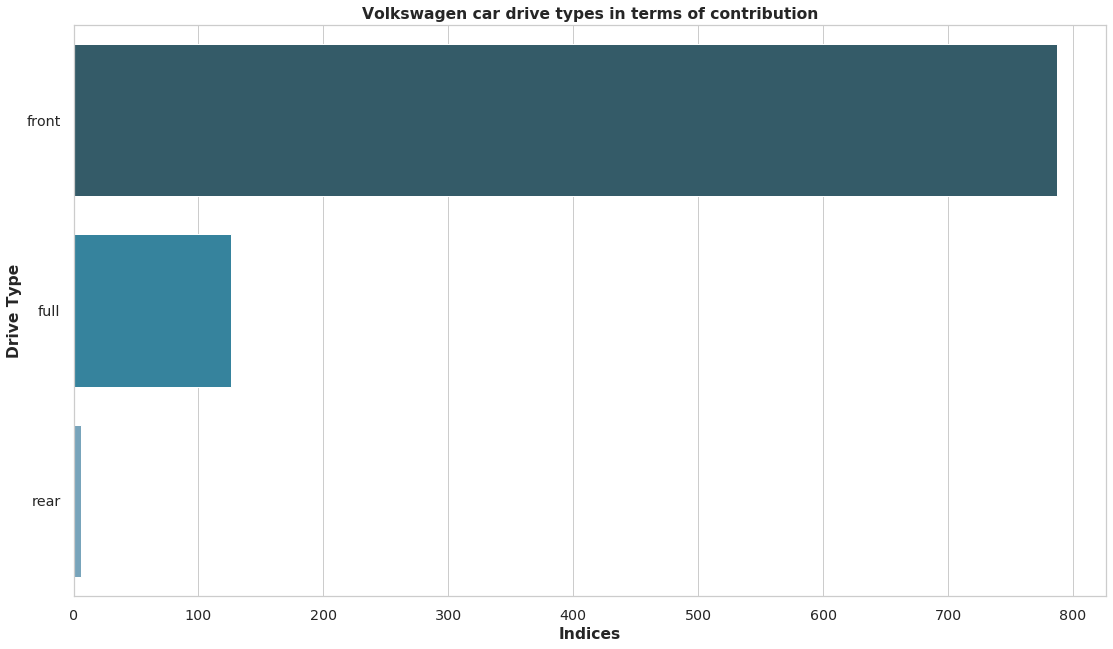 Volkswagen car drive types in terms of contribution
front
full
rear
Drive Type
0 100 200 300 400 500 600 700 800
Indices